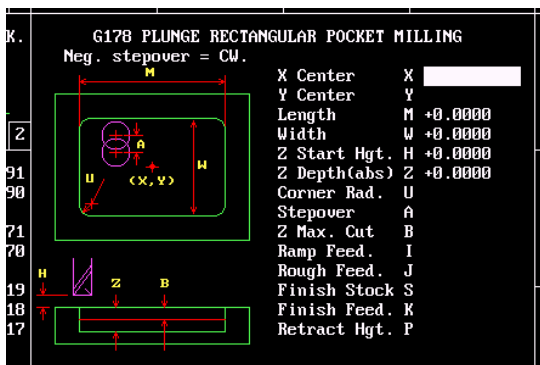 K.
G178 PLUNGE RECTANGULAR POCKET MILLING
Neg. stepover = CW.
M
X Center X
Y Center Y
Length M +0.0000
2
A
Width W +0.0000
W
Z Start Hgt. H +0.0000
91
U
(X,Y)
Z Depth(abs) Z +0.0000
90
Corner Rad. U
Stepover A
71
Z Max. Cut B
70
Ramp Feed. I
H
Z
B
Rough Feed. J
19
Finish Stock S
18
Finish Feed. K
17
Retract Hgt. P